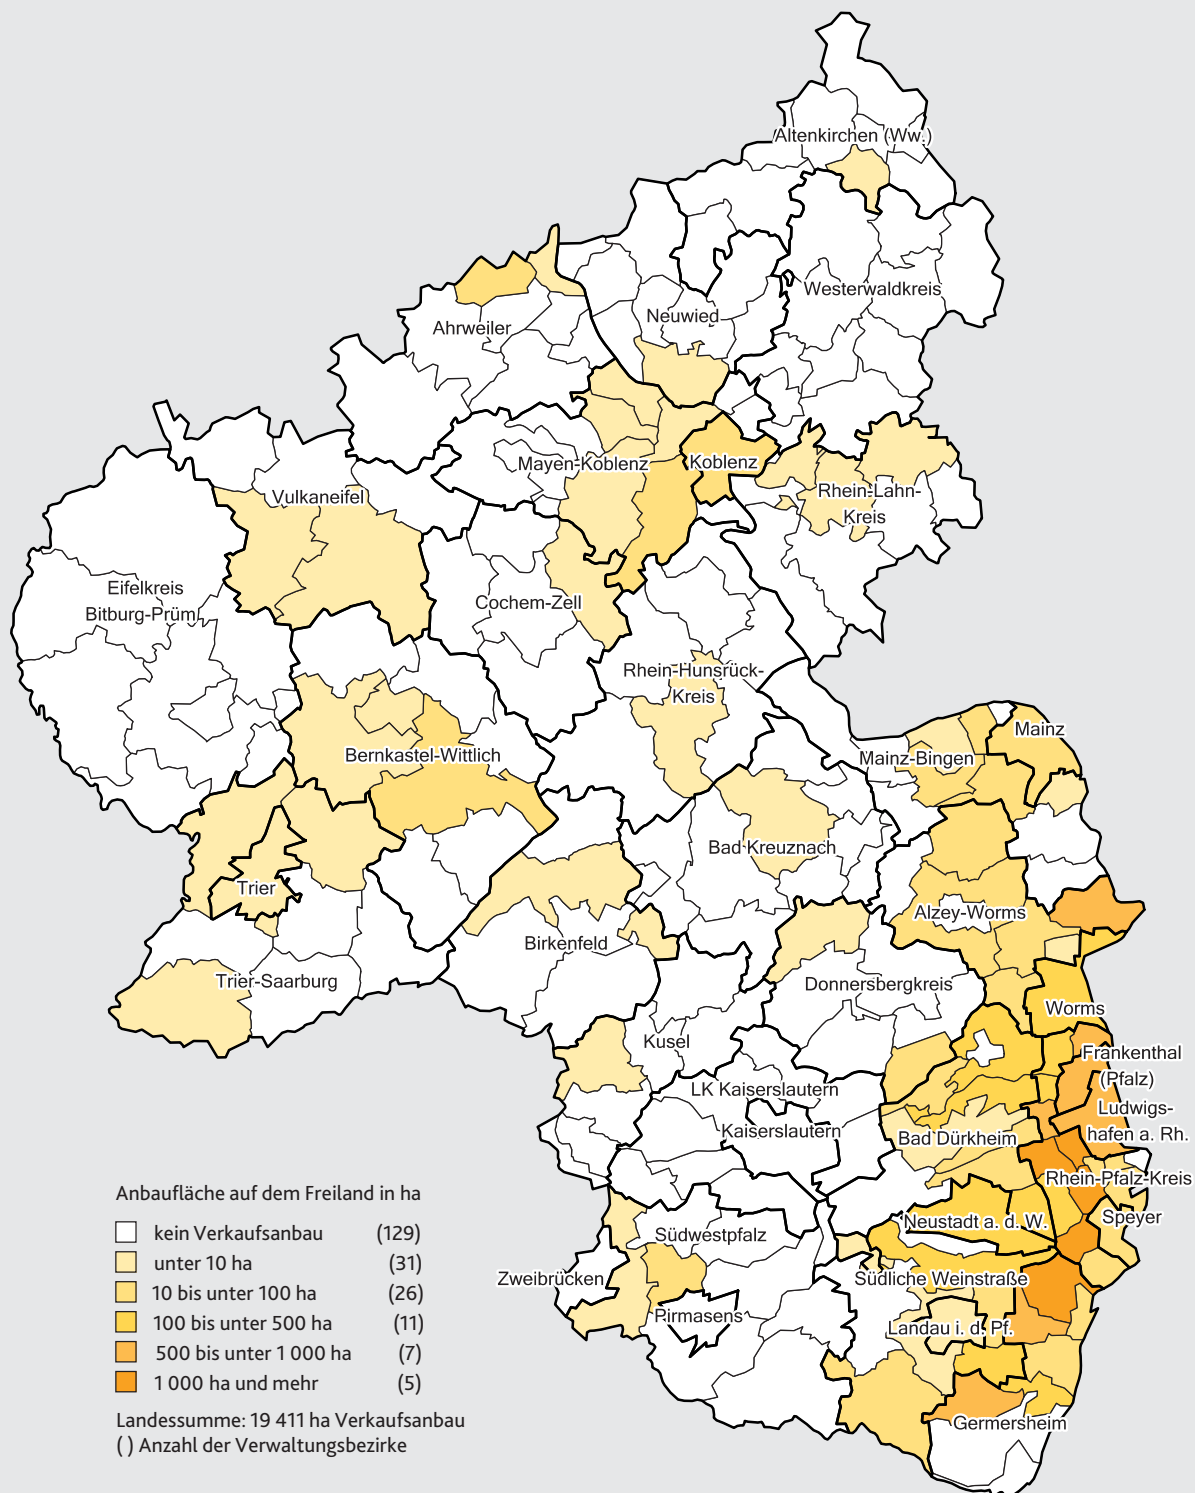 Altenkirchen (Ww.)
Westerwaldkreis
Neuwied
Ahrweiler
Mayen-Koblenz
Koblenz
Rhein-Lahn-
Kreis
Vulkaneifel
Eifelkreis
Bitburg-Prüm
Cochem-Zell
Rhein-Hunsrück-
Kreis
Mainz
Mainz-Bingen
Bernkastel-Wittlich
Bad Kreuznach
Trier
Alzey-Worms
Birkenfeld
Trier-Saarburg
Donnersbergkreis
Worms
Kusel
Frankenthal
(Pfalz)
LK Kaiserslautern
Ludwigs-
hafen a. Rh.
Kaiserslautern
Bad Dürkheim
Rhein-Pfalz-Kreis
Neustadt a. d. W.
Speyer
Südwestpfalz
Zweibrücken
Südliche Weinstraße
Pirmasens
Landau i. d. Pf.
Germersheim
Anbaufläche auf dem Freiland in ha
kein Verkaufsanbau (129)
unter 10 ha (31)
10 bis unter 100 ha (26)
100 bis unter 500 ha (11)
500 bis unter 1 000 ha (7)
1 000 ha und mehr (5)
Landessumme: 19 411 ha Verkaufsanbau
( ) Anzahl der Verwaltungsbezirke